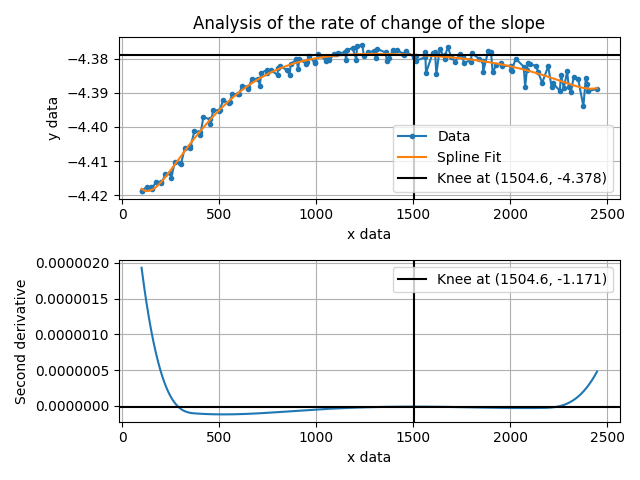 Analysis of the rate of change of the slope
−4.38
−4.39
−4.40
−4.41
−4.42
y data
Data
Spline Fit
Knee at (1504.6, -4.378)
0 500 1000 1500 2000 2500
x data
0.0000020
0.0000015
0.0000010
0.0000005
0.0000000
Second derivative
Knee at (1504.6, -1.171)
0 500 1000 1500 2000 2500
x data